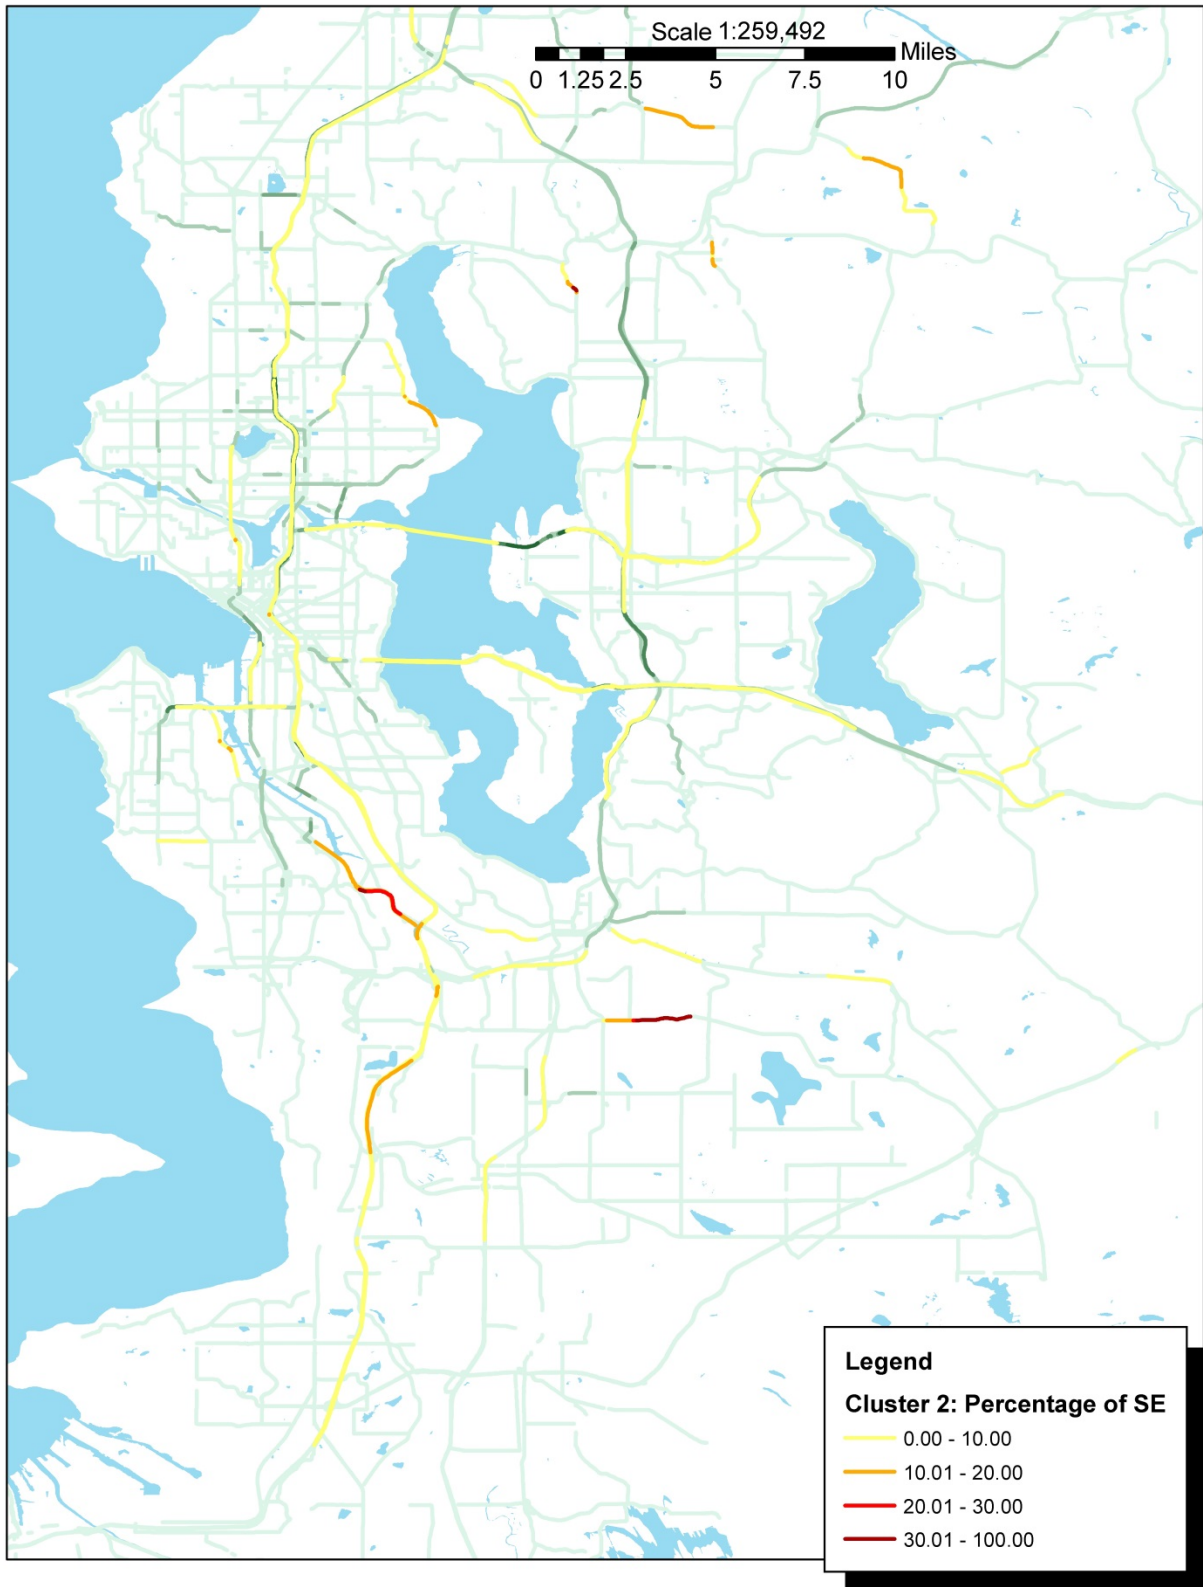 Scale 1:259,492
Miles
0 1.25 2.5 5 7.5 10
Legend
Cluster 2: Percentage of SE
0.00 - 10.00
10.01 - 20.00
20.01 - 30.00
30.01 - 100.00